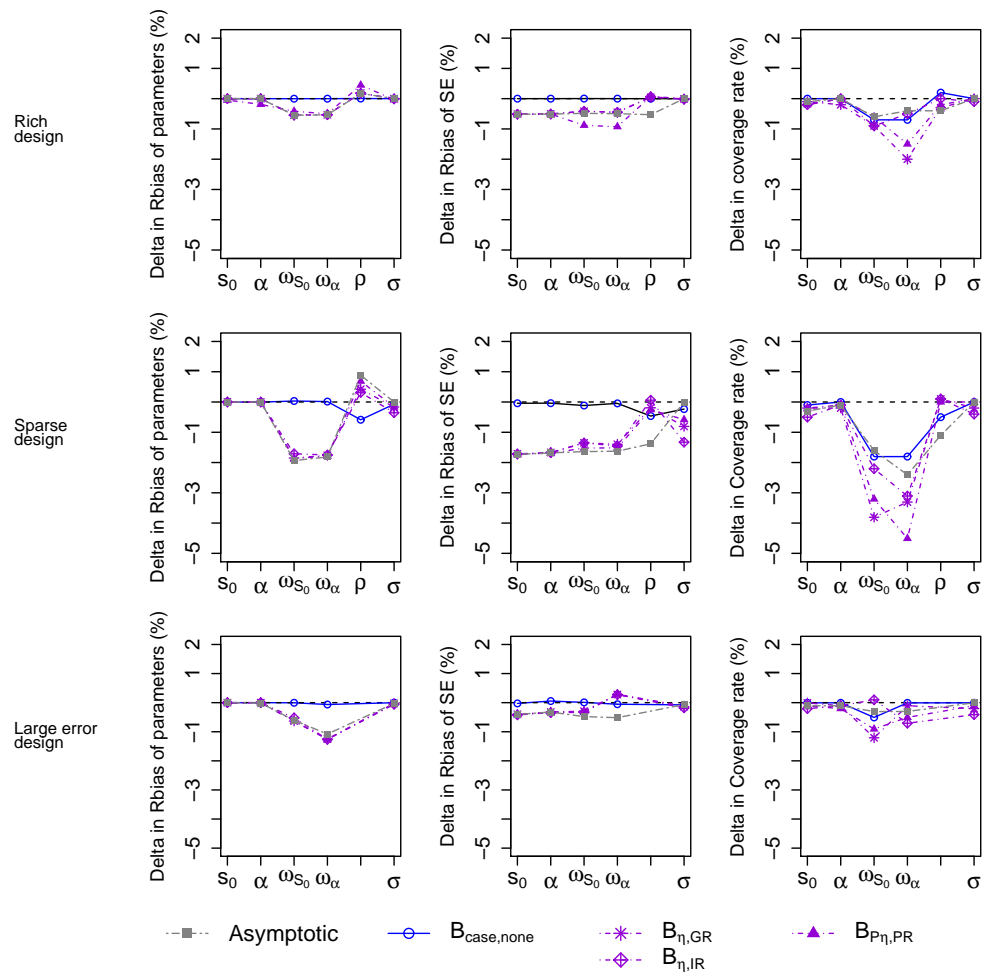 Rich
design
Delta in Rbias of parameters (%)
2
1
−1
−3
−5
s0 α ωS0 ωα ρ σ
Delta in Rbias of SE (%)
2
1
−1
−3
−5
s0 α ωS0 ωα ρ σ
Delta in coverage rate (%)
2
1
−1
−3
−5
s0 α ωS0 ωα ρ σ
Sparse
design
Delta in Rbias of parameters (%)
2
1
−1
−3
−5
s0 α ωS0 ωα ρ σ
Delta in Rbias of SE (%)
2
1
−1
−3
−5
s0 α ωS0 ωα ρ σ
Delta in Coverage rate (%)
2
1
−1
−3
−5
s0 α ωS0 ωα ρ σ
Large error
design
Delta in Rbias of parameters (%)
2
1
−1
−3
−5
s0 α ωS0 ωα σ
Delta in Rbias of SE (%)
2
1
−1
−3
−5
s0 α ωS0 ωα σ
Delta in Coverage rate (%)
2
1
−1
−3
−5
s0 α ωS0 ωα σ
Asymptotic Bcase,none Bη,GR BPη,PR
Bη,IR